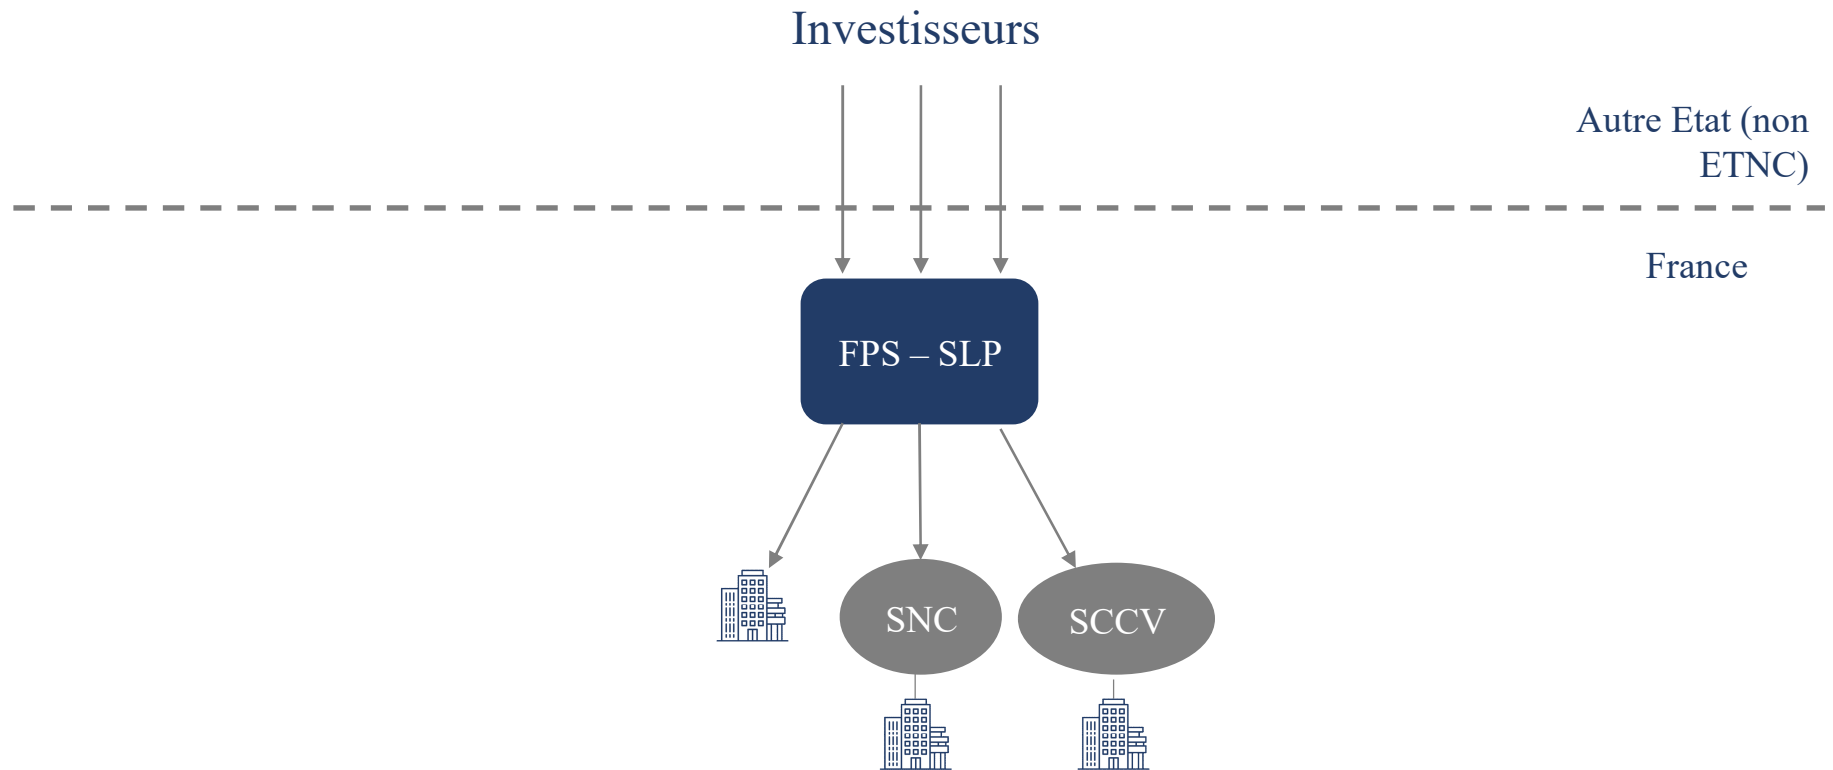 Investisseurs
Autre Etat (non
ETNC)
France
FPS – SLP
SNC
SCCV